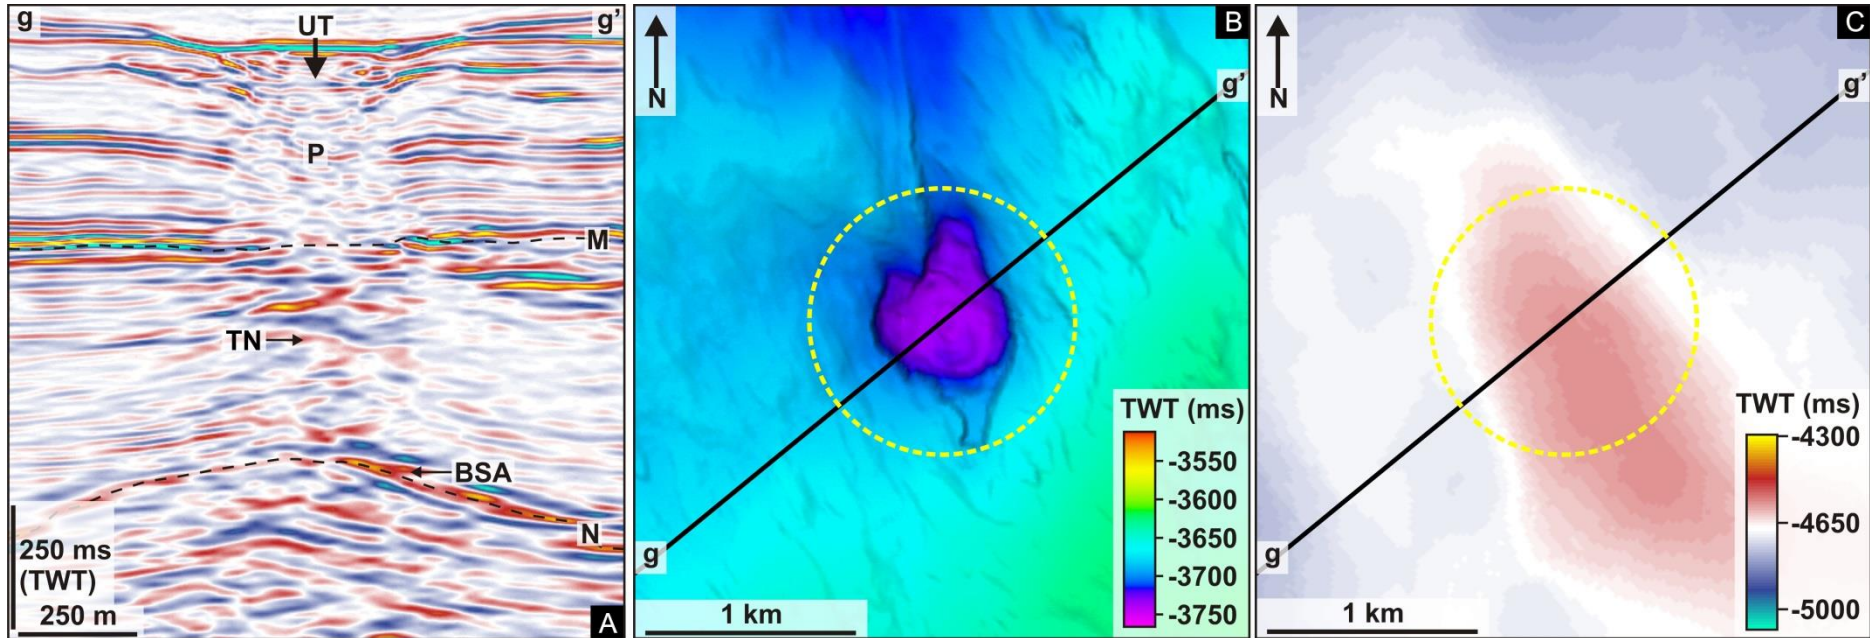 g
UT
g'
P
M
TN
BSA
N
250 ms
(TWT)
250 m
A
N
B
g'
g
1 km
TWT (ms)
-3550
-3600
-3650
-3700
-3750
N
C
g'
g
1 km
TWT (ms)
-4300
-4650
-5000